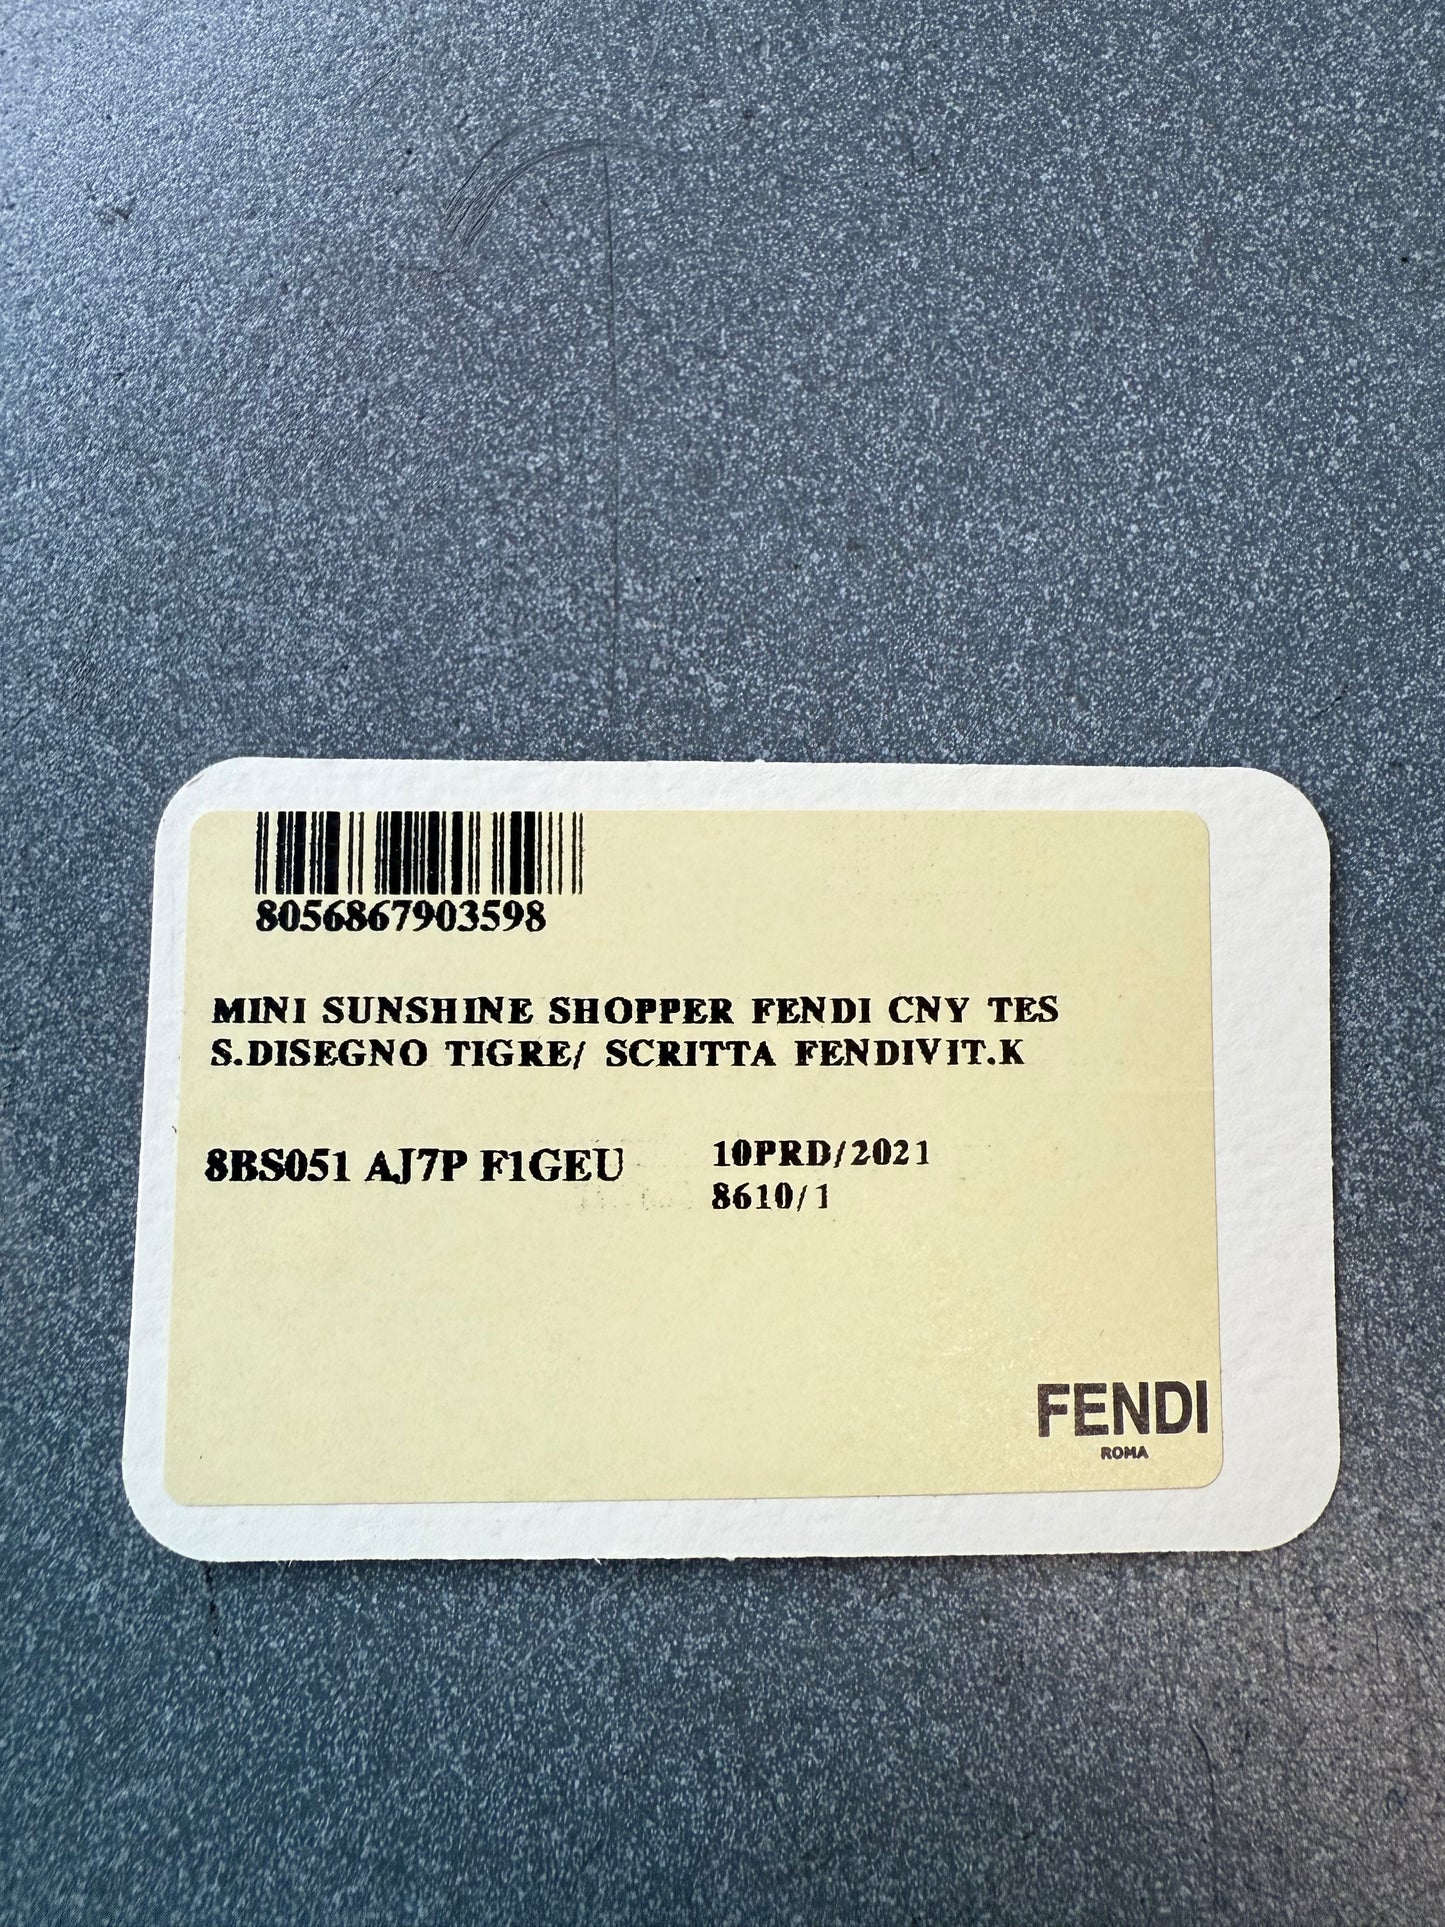 8056867903598
MINI SUNSHINE SHOPPER FENDI CNY TES
S.DISEGNO TIGRE/ SCRITTA FENDIVIT.K
8BS051 AJ7P F1GEU
10PRD/2021
8610/1
FENDI
ROMA